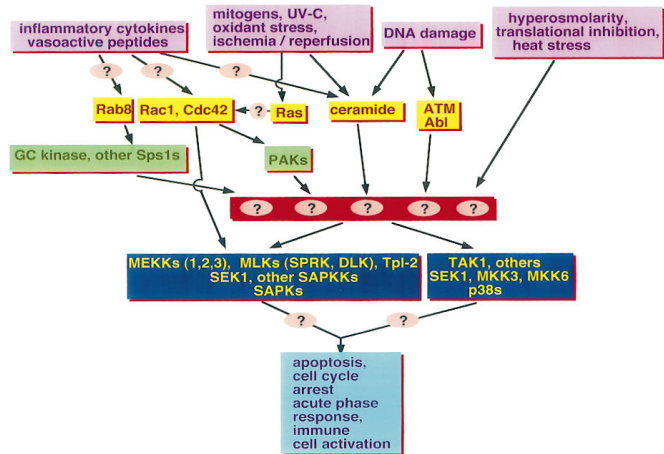 inflammatory cytokines
vasoactive peptides
mitogens, UV-C,
oxidant stress,
ischemia / reperfusion
DNA damage
hyperosmolarity,
translational inhibition,
heat stress
? ? ?
Rab8
Rac1, Cdc42
?
Ras
ceramide
ATM
Abl
GC kinase, other Sps1s
PAKs
? ? ? ? ?
MEKKs (1,2,3), MLKs (SPRK, DLK), Tpl-2
SEK1, other SAPKKs
SAPKs
TAK1, others
SEK1, MKK3, MKK6
p38s
? ?
apoptosis,
cell cycle
arrest
acute phase
response,
immune
cell activation